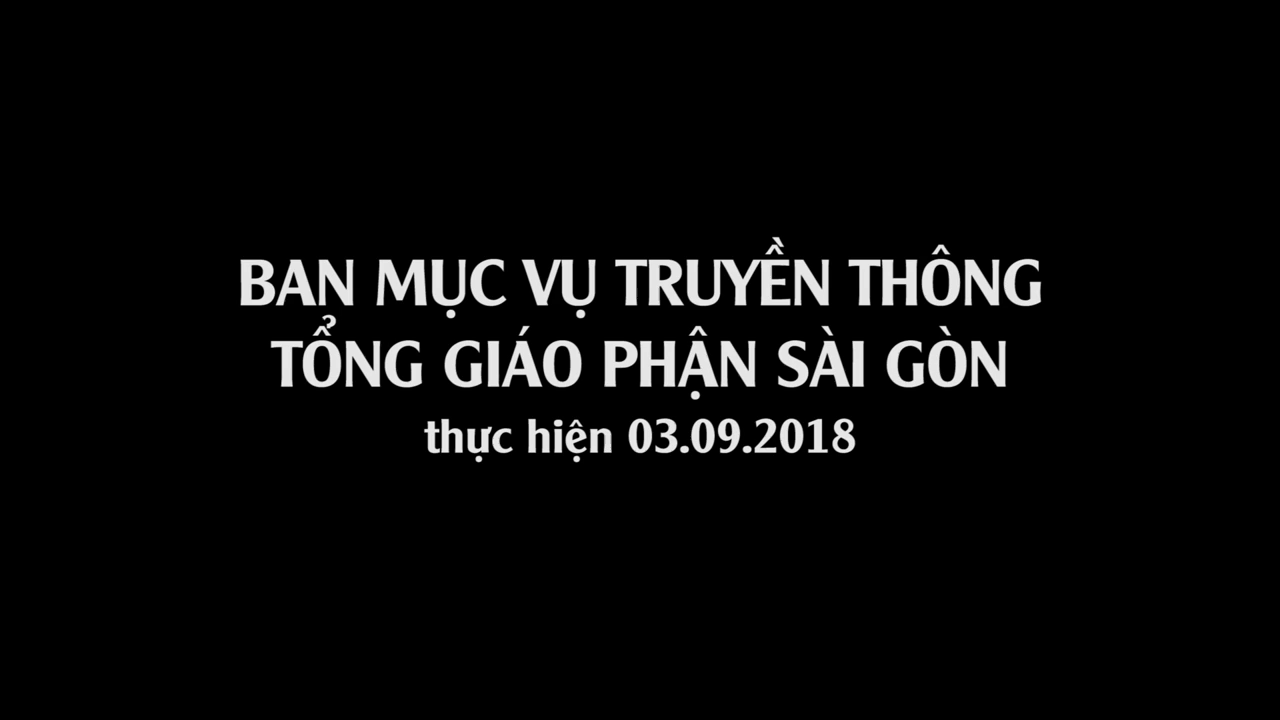 BAN MỤC VỤ TRUYỀN THÔNG
TỔNG GIÁO PHẬN SÀI GÒN
thực hiện 03.09.2018